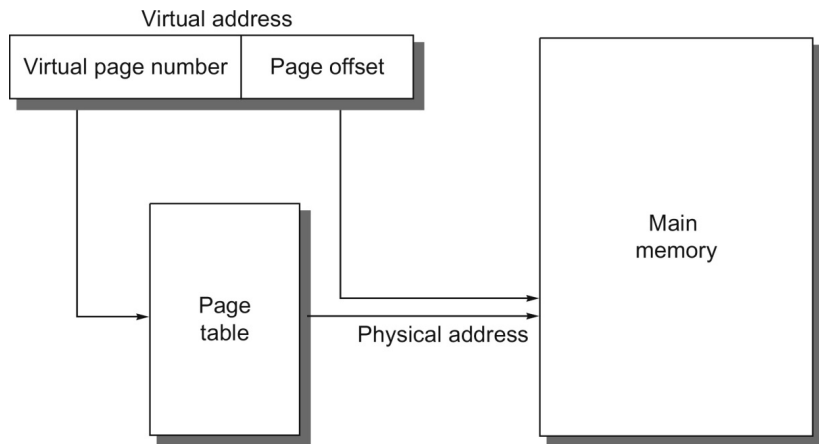 Virtual address
Virtual page number
Page offset
Page
table
Physical address
Main
memory